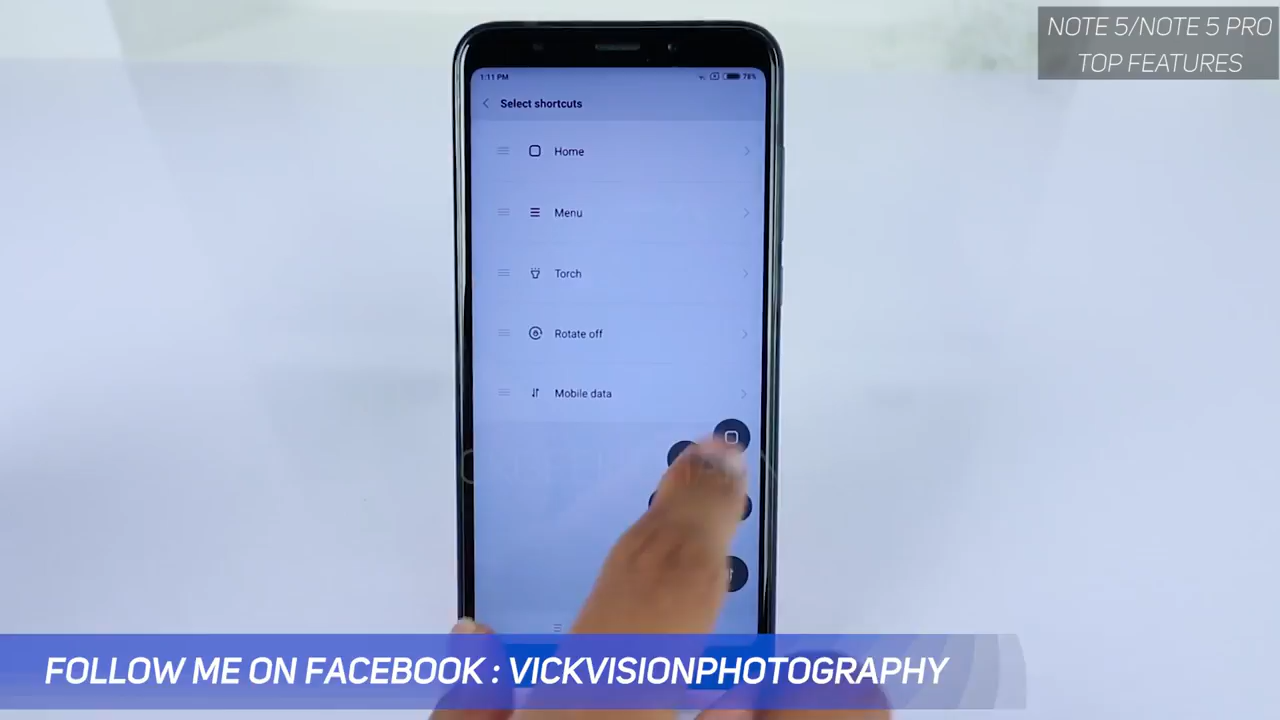 NOTE 5/NOTE 5 PRO
TOP FEATURES
1:11 PM
78%
Select shortcuts
Home
Menu
Torch
Rotate off
Mobile data
FOLLOW ME ON FACEBOOK : VICKVISIONPHOTOGRAPHY